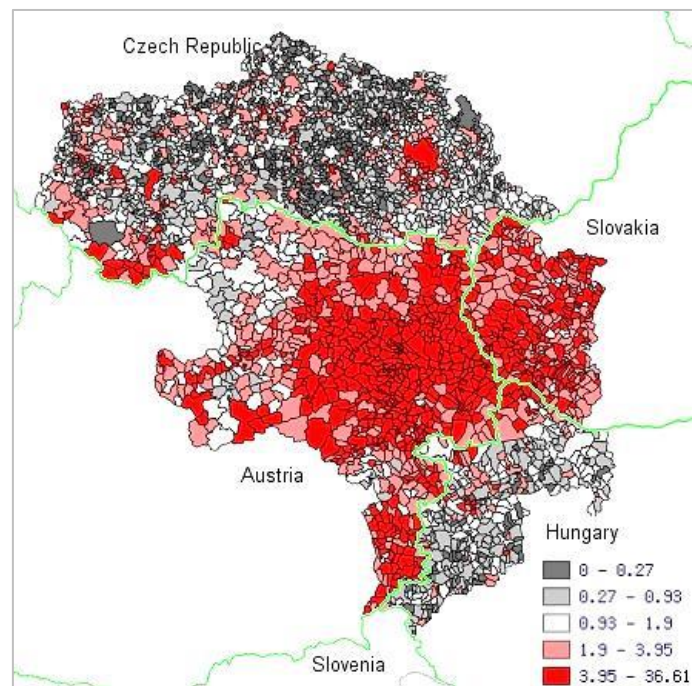 Czech Republic
Slovakia
Austria
Hungary
0 - 0.27
0.27 - 0.93
0.93 - 1.9
1.9 - 3.95
3.95 - 36.61
Slovenia